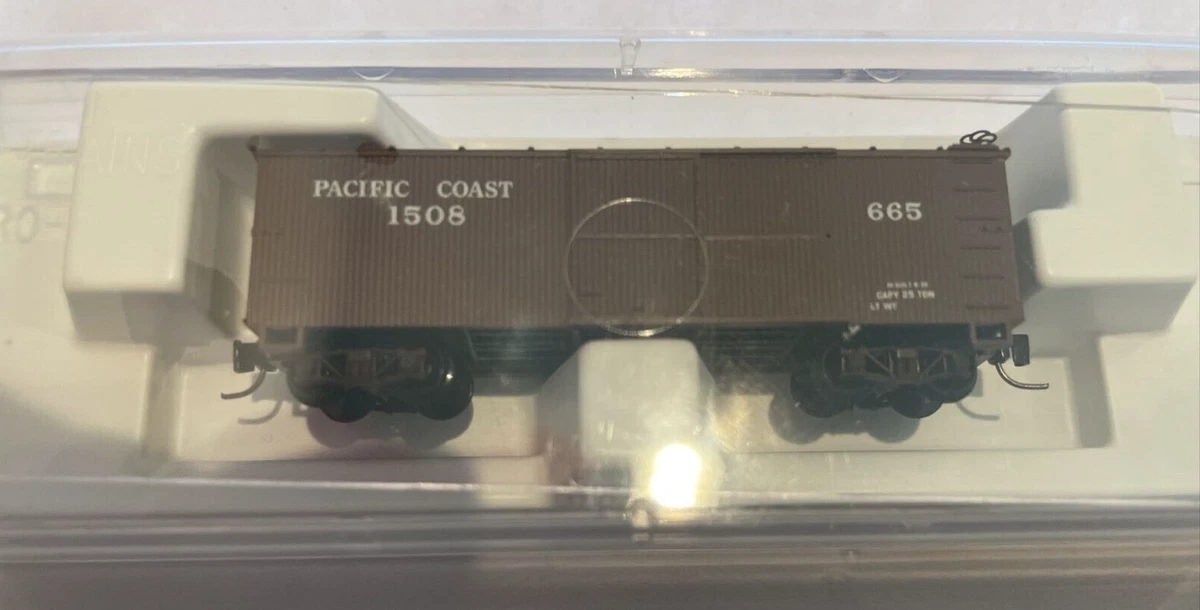 PACIFIC COAST
1508
665
CAPY 25 TON
LT WT